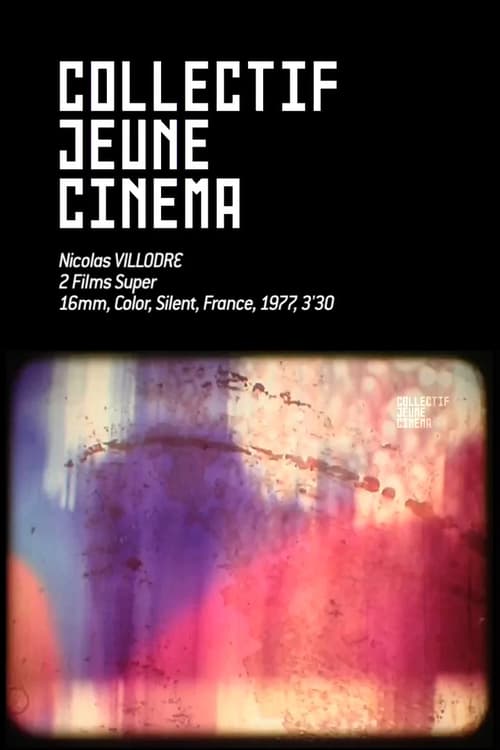 COLLECTIF
JEUNE
CINEMA
Nicolas VILLODRE
2 Films Super
16mm, Color, Silent, France, 1977, 3'30
COLLECTIF
JEUNE
CINEMA